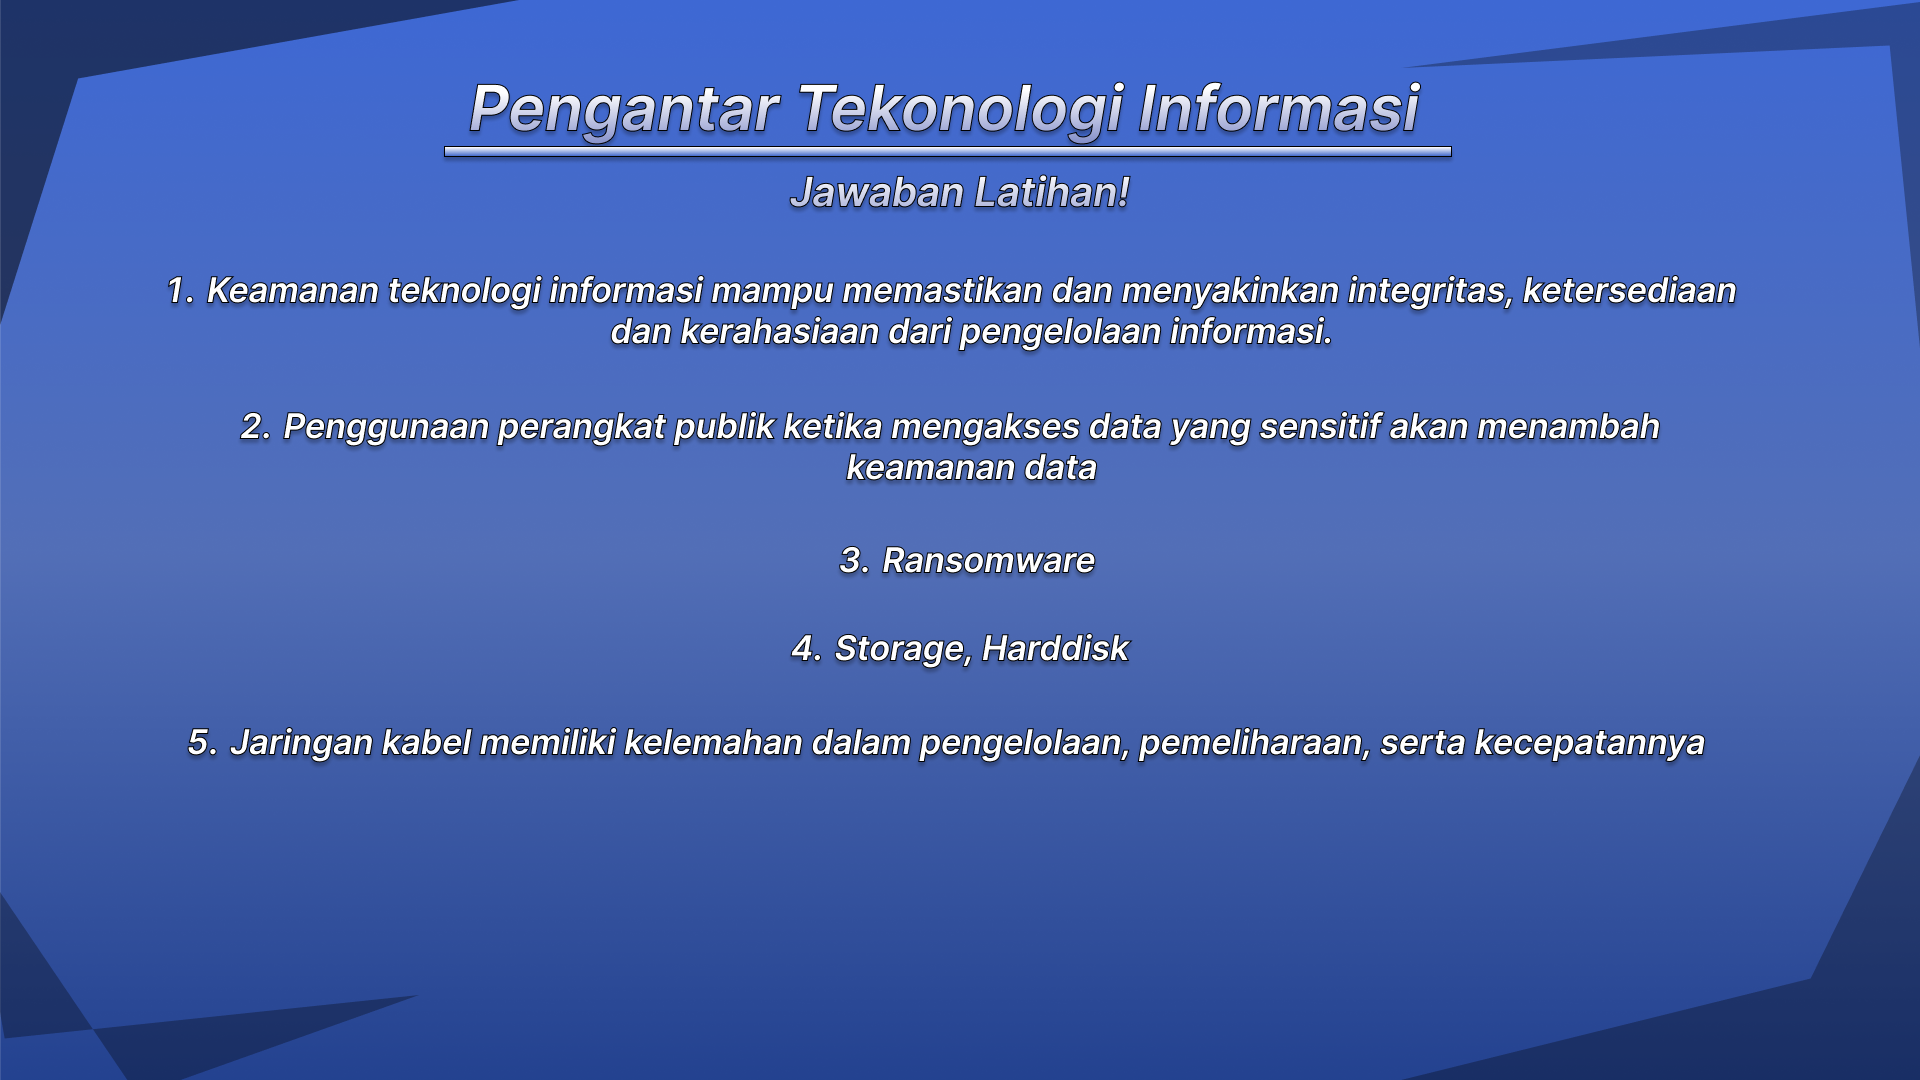 Pengantar Tekonologi Informasi
Jawaban Latihan!
1. Keamanan teknologi informasi mampu memastikan dan menyakinkan integritas, ketersediaan
dan kerahasiaan dari pengelolaan informasi.
2. Penggunaan perangkat publik ketika mengakses data yang sensitif akan menambah
keamanan data
3. Ransomware
4. Storage, Harddisk
5. Jaringan kabel memiliki kelemahan dalam pengelolaan, pemeliharaan, serta kecepatannya